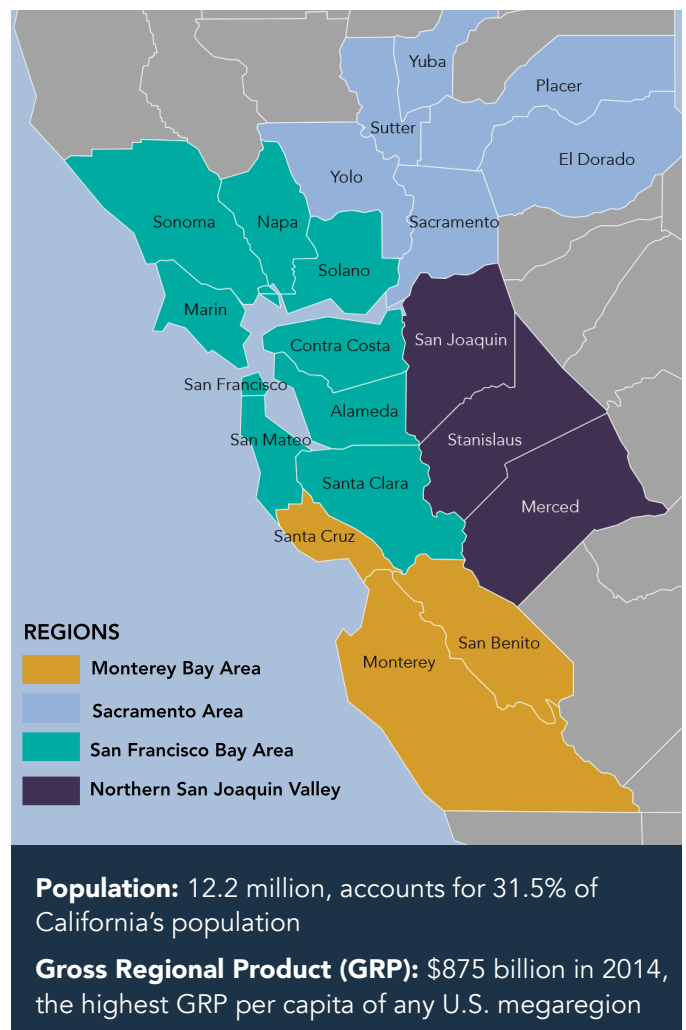 Yuba
Placer
Sutter
El Dorado
Yolo
Sacramento
Sonoma
Napa
Solano
Marin
San Joaquin
Contra Costa
San Francisco
Alameda
San Mateo
Stanislaus
Santa Clara
Merced
Santa Cruz
San Benito
Monterey
REGIONS
Monterey Bay Area
Sacramento Area
San Francisco Bay Area
Northern San Joaquin Valley
Population: 12.2 million, accounts for 31.5% of
California’s population
Gross Regional Product (GRP): $875 billion in 2014,
the highest GRP per capita of any U.S. megaregion